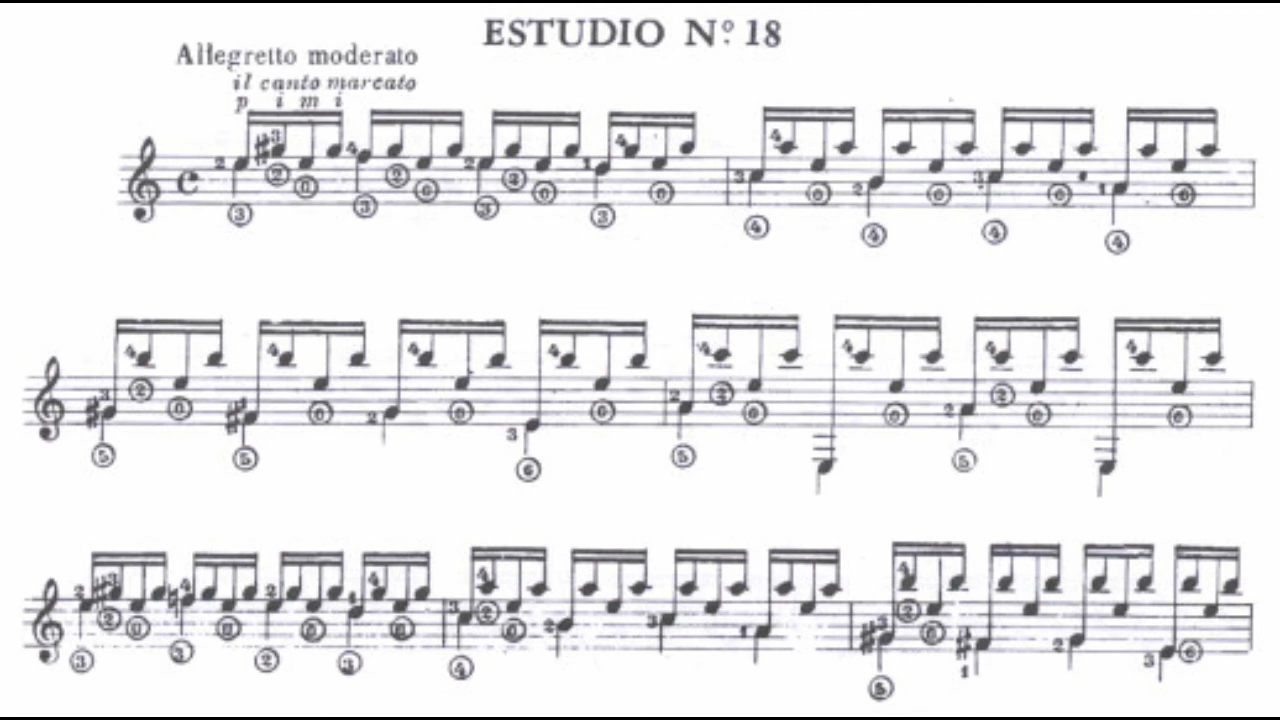 ESTUDIO Nº 18
Allegretto moderato
il canto marcato
p i m i